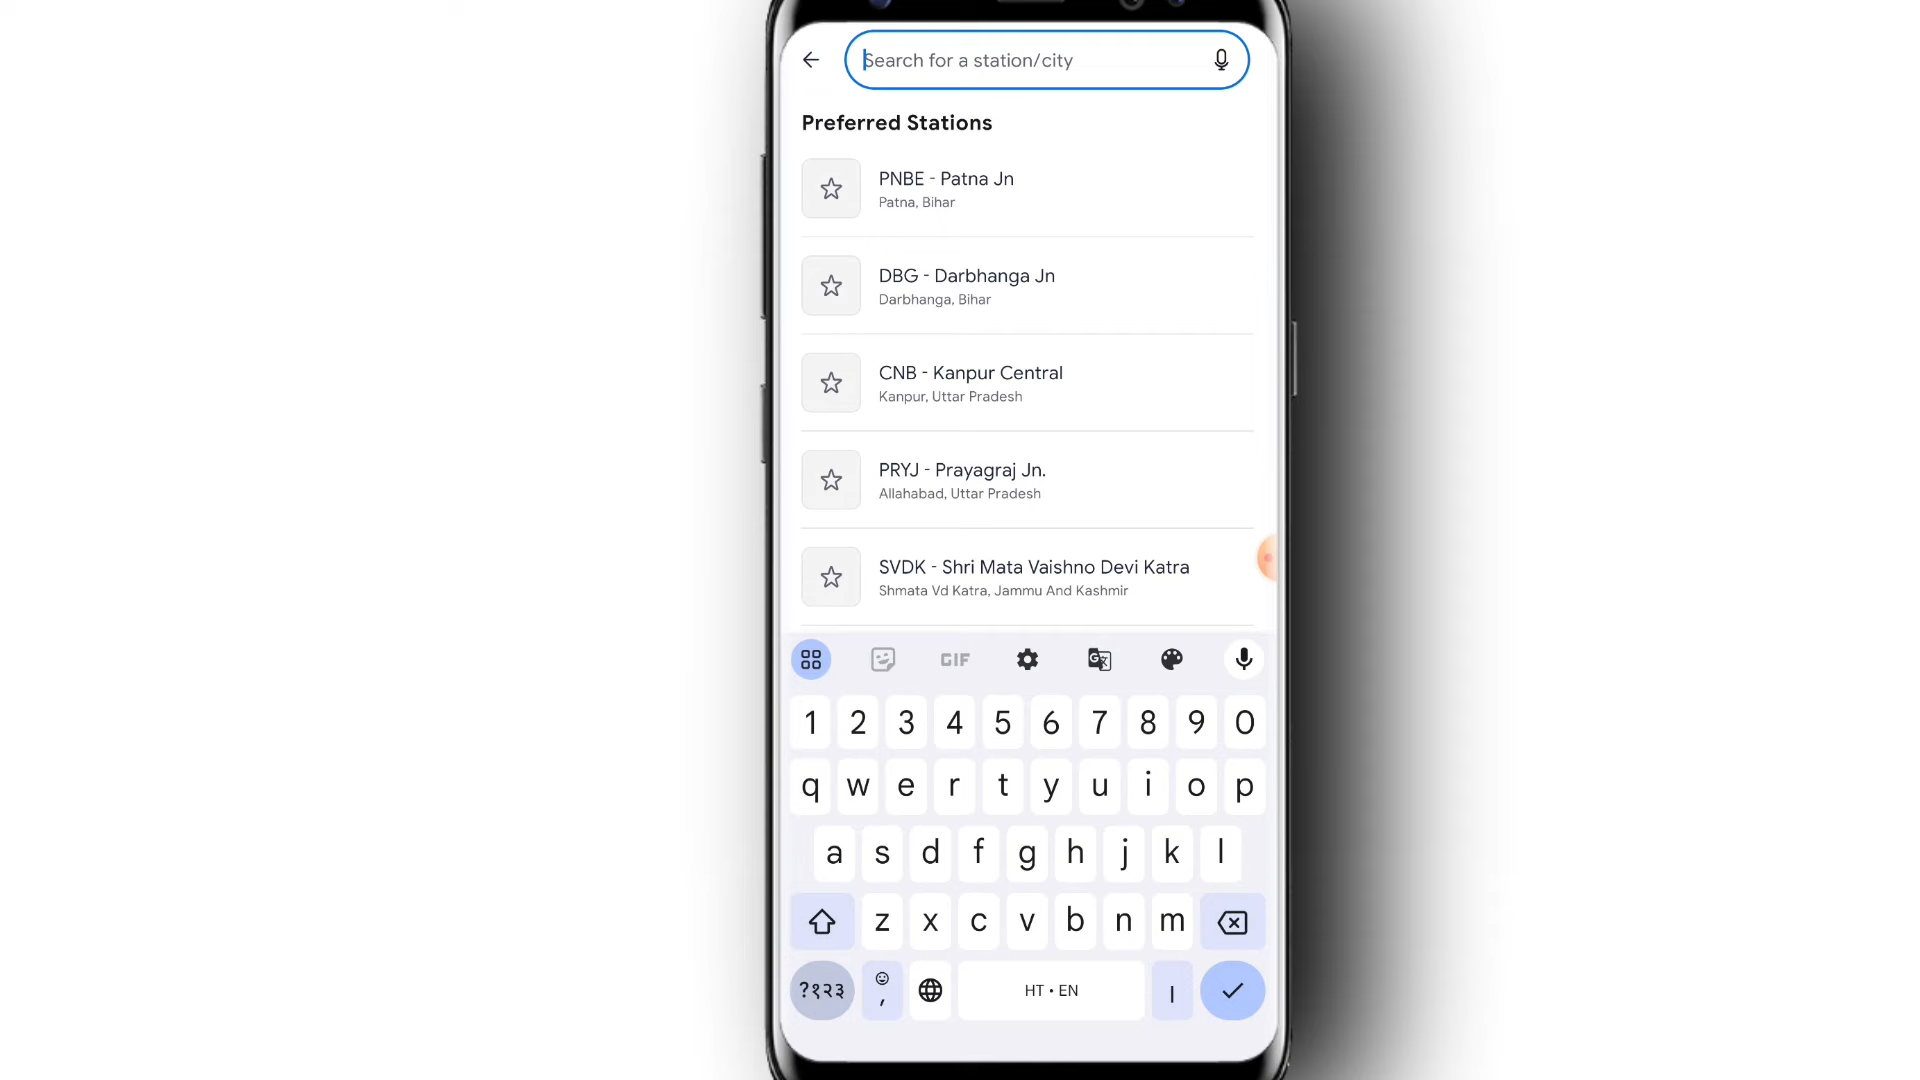 Search for a station/city
Preferred Stations
PNBE - Patna Jn
Patna, Bihar
DBG - Darbhanga Jn
Darbhanga, Bihar
CNB - Kanpur Central
Kanpur, Uttar Pradesh
PRYJ - Prayagraj Jn.
Allahabad, Uttar Pradesh
SVDK - Shri Mata Vaishno Devi Katra
Shmata Vd Katra, Jammu And Kashmir
GIF
1 2 3 4 5 6 7 8 9 0
q w e r t y u i o p
a s d f g h j k l
z x c v b n m
?१२३ , HT • EN ।